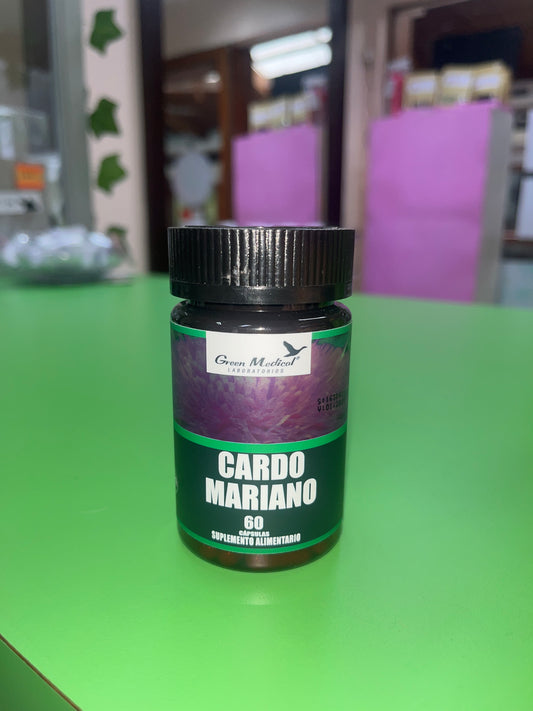 Green Medical®
LABORATORIOS
CARDO
MARIANO
60
CÁPSULAS
SUPLEMENTO ALIMENTARIO